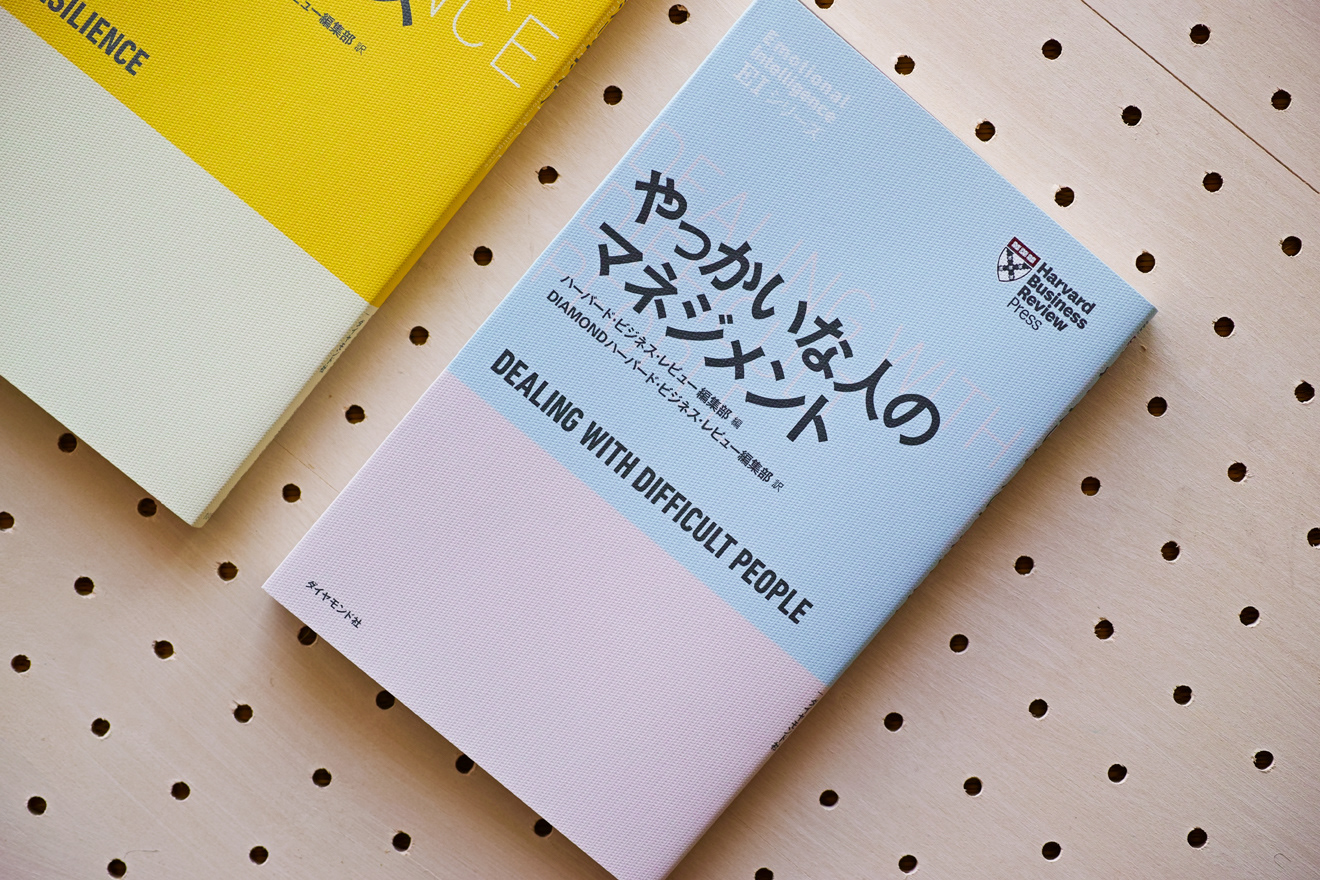 NCE
ビュー編集部 訳
SILIENCE
Emotional
Intelligence
EIシリーズ
DEALING WITH
やっかいな人の
マネジメント
ハーバード・ビジネス・レビュー編集部 編
DIAMONDハーバード・ビジネス・レビュー編集部 訳
DEALING WITH DIFFICULT PEOPLE
Harvard
Business
Review
Press
ダイヤモンド社